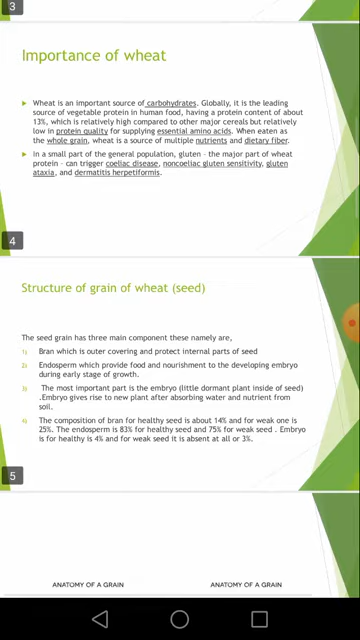 3
Importance of wheat
Wheat is an important source of carbohydrates. Globally, it is the leading
source of vegetable protein in human food, having a protein content of about
13%, which is relatively high compared to other major cereals but relatively
low in protein quality for supplying essential amino acids. When eaten as
the whole grain, wheat is a source of multiple nutrients and dietary fiber.
in a small part of the general population, gluten – the major part of wheat
protein – can trigger coeliac disease, noncoeliac gluten sensitivity, gluten
ataxia, and dermatitis herpetiformis.
4
Structure of grain of wheat (seed)
The seed grain has three main component these namely are,
1) Bran which is outer covering and protect internal parts of seed
2) Endosperm which provide food and nourishment to the developing embryo
during early stage of growth.
3) The most important part is the embryo (little dormant plant inside of seed)
.Embryo gives rise to new plant after absorbing water and nutrient from
soil.
4) The composition of bran for healthy seed is about 14% and for weak one is
25%. The endosperm is 83% for healthy seed and 75% for weak seed . Embryo
is for healthy is 4% and for weak seed it is absent at all or 3%.
5
ANATOMY OF A GRAIN ANATOMY OF A GRAIN